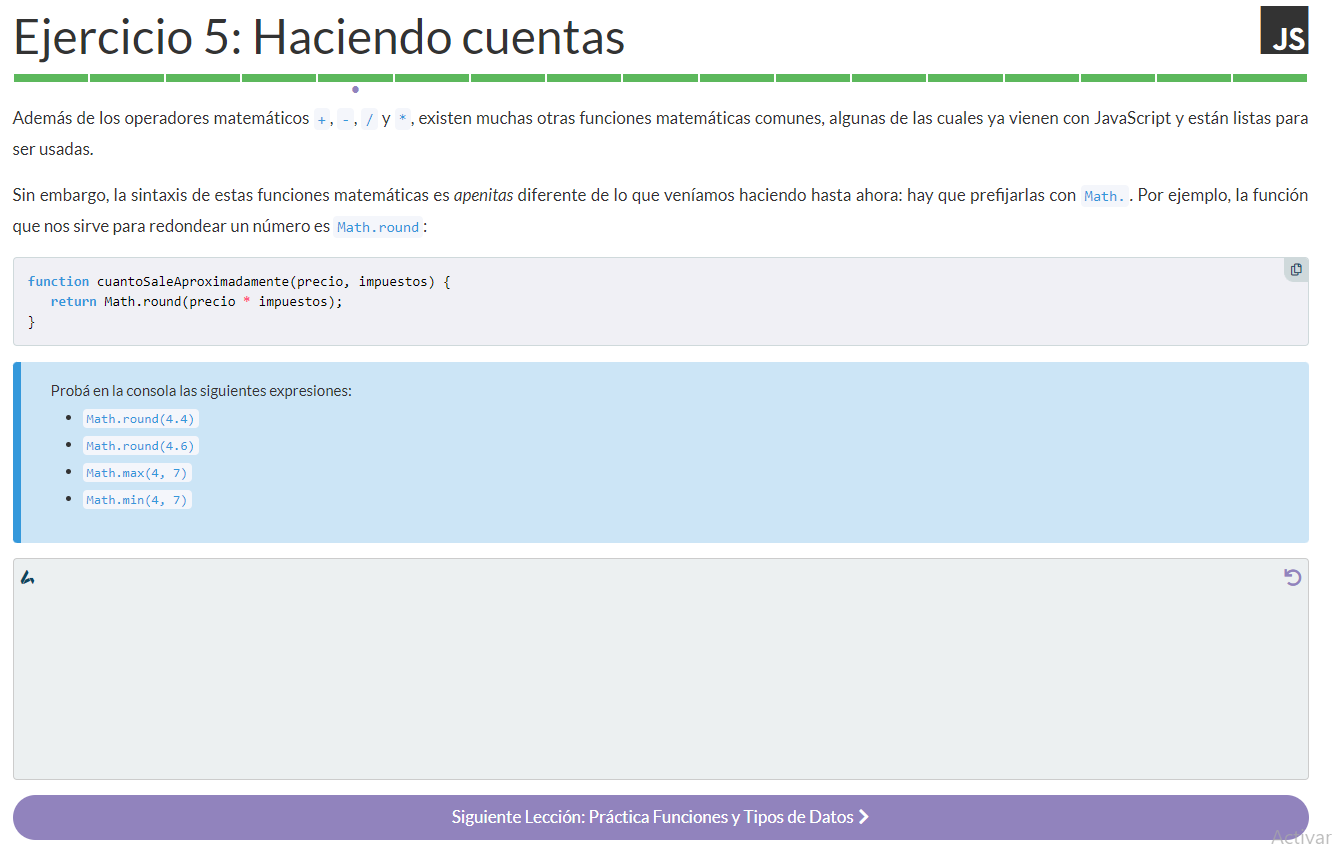 Ejercicio 5: Haciendo cuentas
JS
Además de los operadores matemáticos +, -, / y *, existen muchas otras funciones matemáticas comunes, algunas de las cuales ya vienen con JavaScript y están listas para
ser usadas.
Sin embargo, la sintaxis de estas funciones matemáticas es apenitas diferente de lo que veníamos haciendo hasta ahora: hay que prefijarlas con Math. . Por ejemplo, la función
que nos sirve para redondear un número es Math.round:
function cuantoSaleAproximadamente(precio, impuestos) {
   return Math.round(precio * impuestos);
}
Probá en la consola las siguientes expresiones:
• Math.round(4.4)
• Math.round(4.6)
• Math.max(4, 7)
• Math.min(4, 7)
Siguiente Lección: Práctica Funciones y Tipos de Datos
Activar